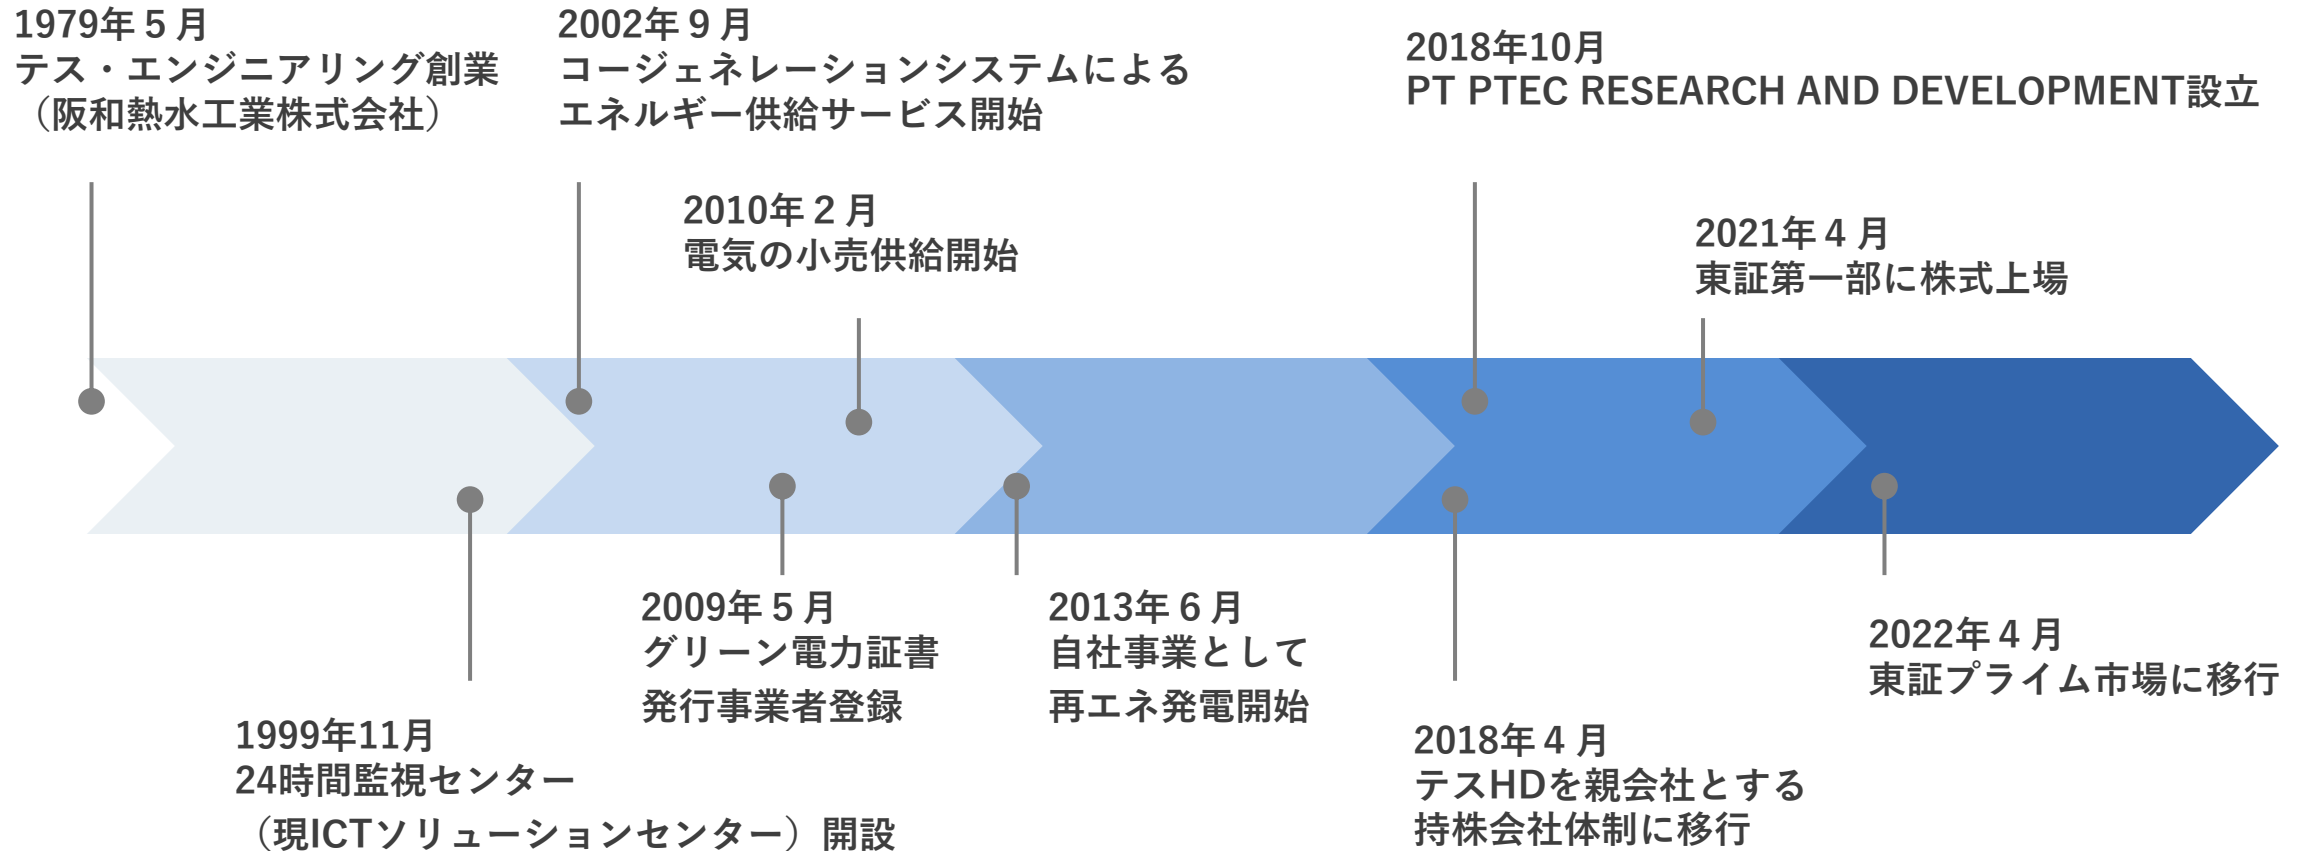 1979年５月
テス・エンジニアリング創業
（阪和熱水工業株式会社）
2002年９月
コージェネレーションシステムによる
エネルギー供給サービス開始
2018年10月
PT PTEC RESEARCH AND DEVELOPMENT設立
2010年２月
電気の小売供給開始
2021年４月
東証第一部に株式上場
2009年５月
グリーン電力証書
発行事業者登録
2013年６月
自社事業として
再エネ発電開始
2022年４月
東証プライム市場に移行
1999年11月
24時間監視センター
（現ICTソリューションセンター）開設
2018年４月
テスHDを親会社とする
持株会社体制に移行